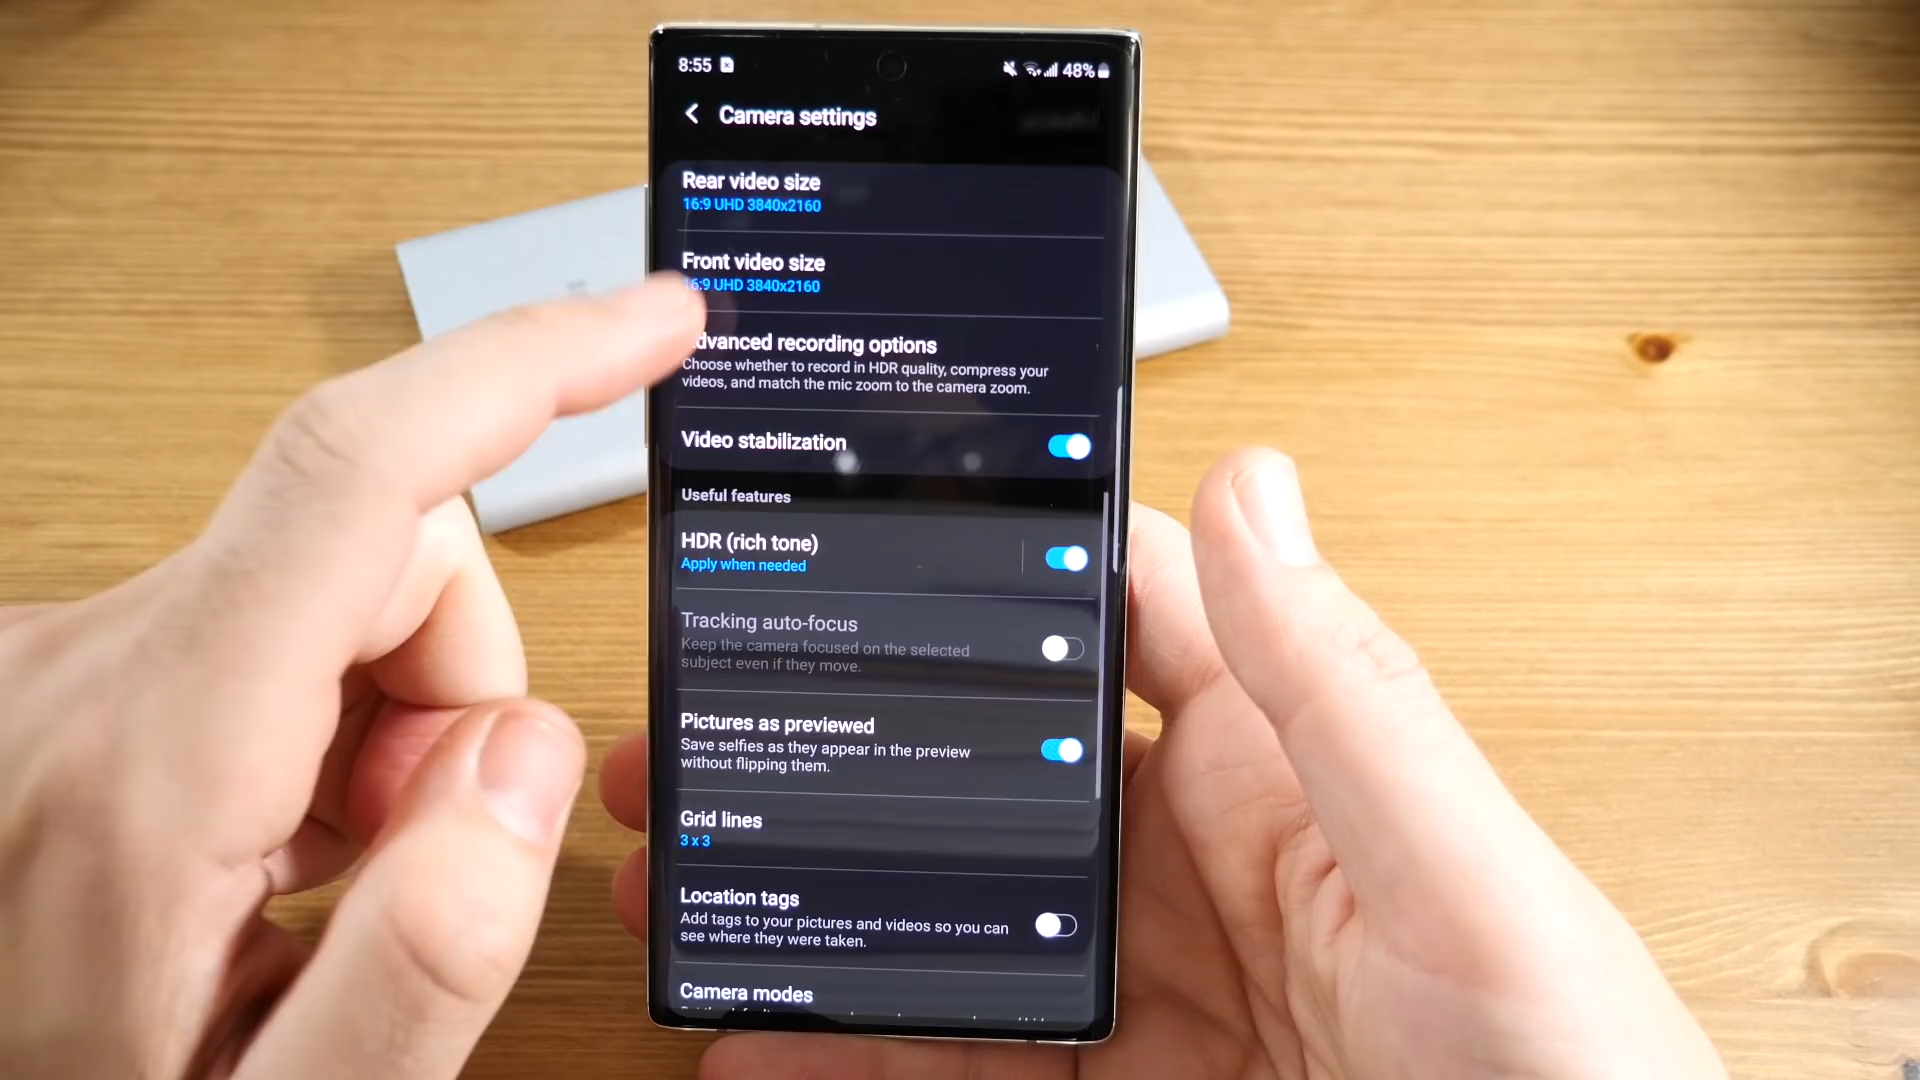 8:55
48%
Camera settings
Rear video size
16:9 UHD 3840x2160
Front video size
16:9 UHD 3840x2160
dvanced recording options
Choose whether to record in HDR quality, compress your
videos, and match the mic zoom to the camera zoom.
Video stabilization
Useful features
HDR (rich tone)
Apply when needed
Tracking auto-focus
Keep the camera focused on the selected
subject even if they move.
Pictures as previewed
Save selfies as they appear in the preview
without flipping them.
Grid lines
3 x 3
Location tags
Add tags to your pictures and videos so you can
see where they were taken.
Camera modes